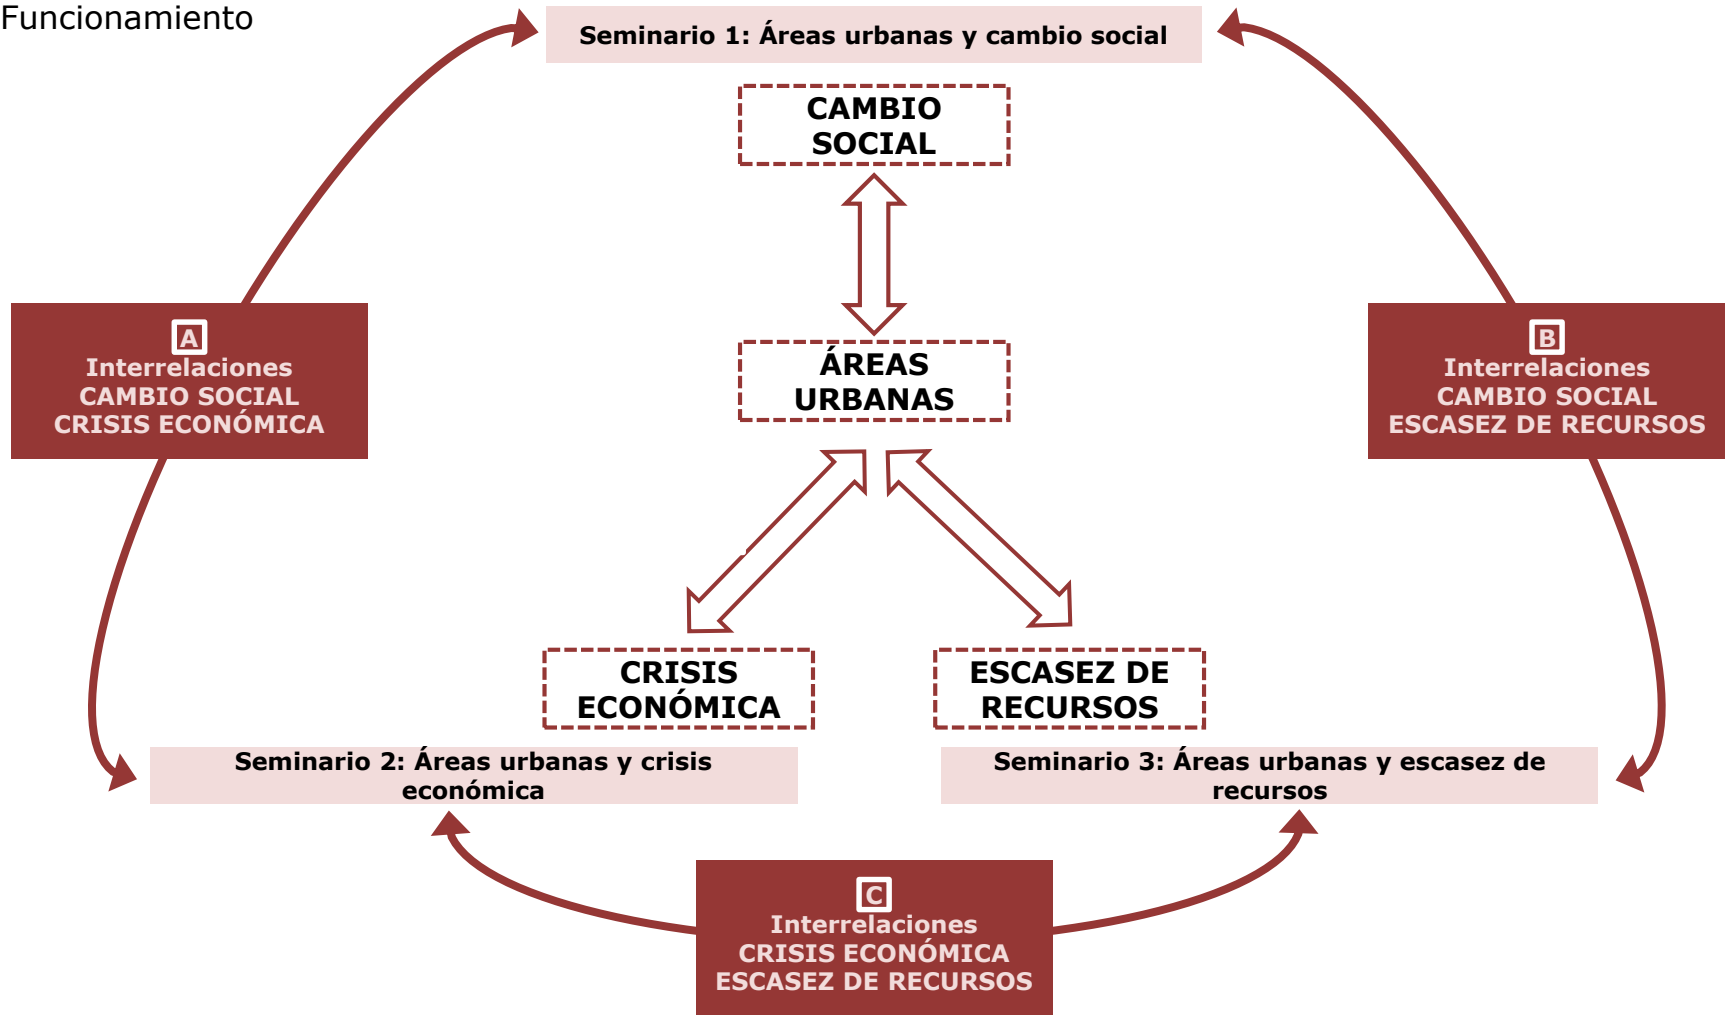 Funcionamiento
Seminario 1: Áreas urbanas y cambio social
CAMBIO
SOCIAL
A
Interrelaciones
CAMBIO SOCIAL
CRISIS ECONÓMICA
ÁREAS
URBANAS
B
Interrelaciones
CAMBIO SOCIAL
ESCASEZ DE RECURSOS
CRISIS
ECONÓMICA
ESCASEZ DE
RECURSOS
Seminario 2: Áreas urbanas y crisis
económica
Seminario 3: Áreas urbanas y escasez de
recursos
C
Interrelaciones
CRISIS ECONÓMICA
ESCASEZ DE RECURSOS